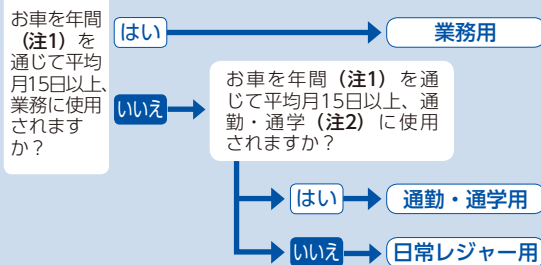 お車を年間
（注1）を
通じて平均
月15日以上、
業務に使用
されます
か？
はい
業務用
いいえ
お車を年間（注1）を通
じて平均月15日以上、通
勤・通学（注2）に使用
されますか？
はい
通勤・通学用
いいえ
日常レジャー用